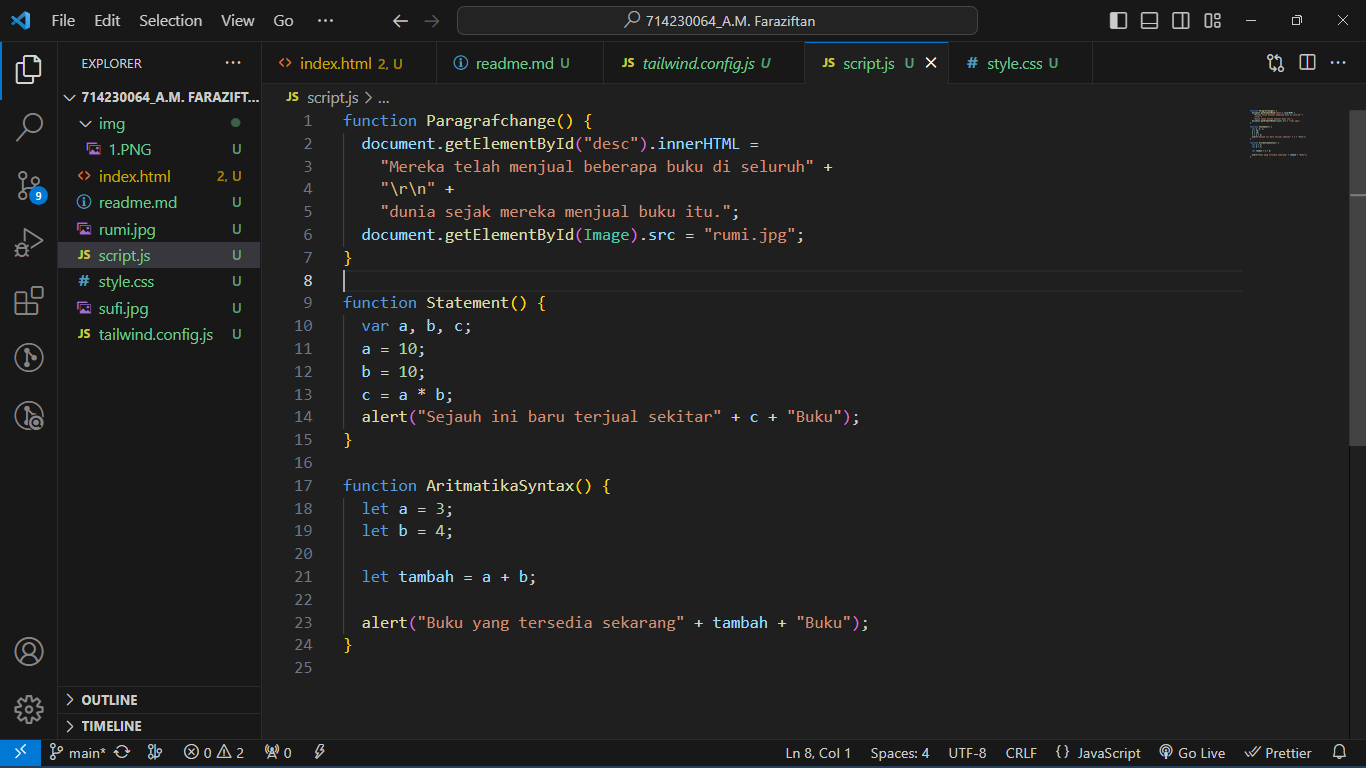 File Edit Selection View Go ··· 714230064_A.M. Faraziftan
EXPLORER ···
714230064_A.M. FARAZIFT...
img
1.PNG U
index.html 2, U
readme.md U
rumi.jpg U
JS script.js U
# style.css U
sufi.jpg U
JS tailwind.config.js U
OUTLINE
TIMELINE
9
<> index.html 2, U readme.md U JS tailwind.config.js U JS script.js U # style.css U ···
JS script.js > ...
1 function Paragrafchange() {
2 document.getElementById("desc").innerHTML =
3 "Mereka telah menjual beberapa buku di seluruh" +
4 "\r\n" +
5 "dunia sejak mereka menjual buku itu.";
6 document.getElementById(Image).src = "rumi.jpg";
7 }
8
9 function Statement() {
10 var a, b, c;
11 a = 10;
12 b = 10;
13 c = a * b;
14 alert("Sejauh ini baru terjual sekitar" + c + "Buku");
15 }
16
17 function AritmatikaSyntax() {
18 let a = 3;
19 let b = 4;
20
21 let tambah = a + b;
22
23 alert("Buku yang tersedia sekarang" + tambah + "Buku");
24 }
25
main* 0 2 0 Ln 8, Col 1 Spaces: 4 UTF-8 CRLF {} JavaScript Go Live Prettier